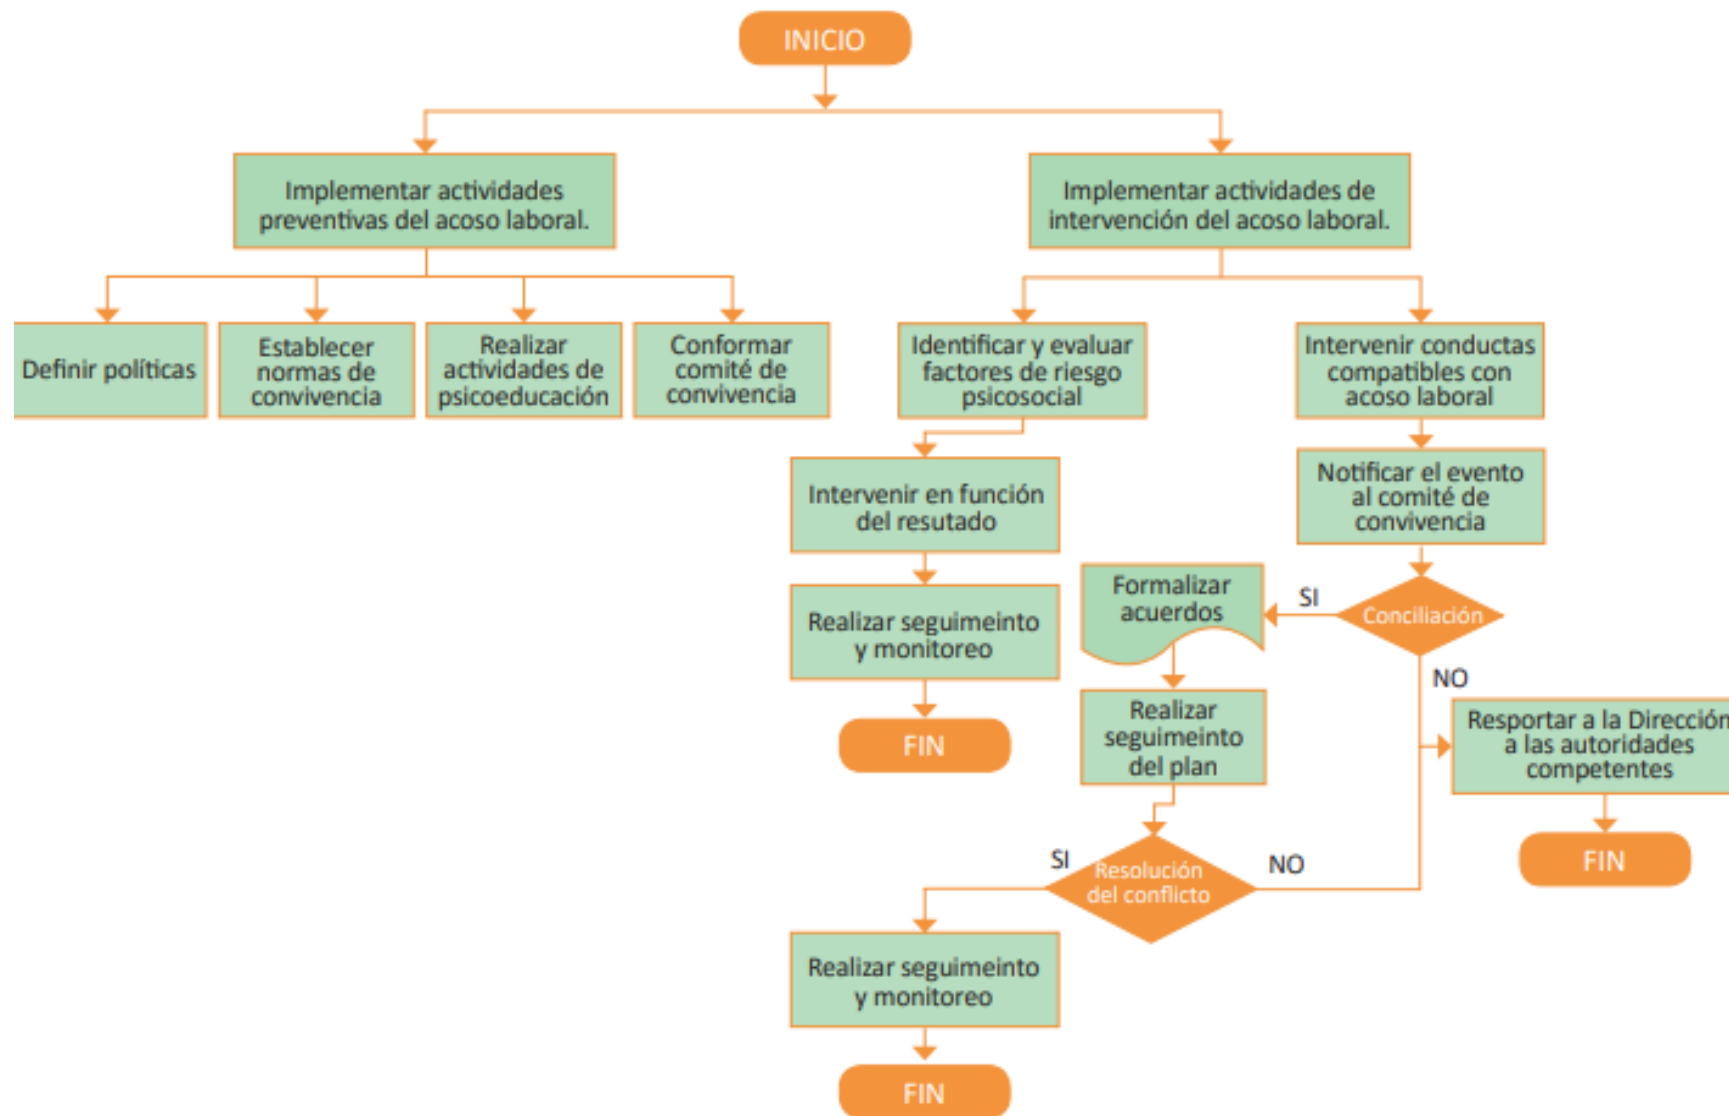 INICIO
Implementar actividades
preventivas del acoso laboral.
Implementar actividades de
intervención del acoso laboral.
Definir políticas
Establecer
normas de
convivencia
Realizar
actividades de
psicoeducación
Conformar
comité de
convivencia
Identificar y evaluar
factores de riesgo
psicosocial
Intervenir conductas
compatibles con
acoso laboral
Intervenir en función
del resutado
Notificar el evento
al comité de
convivencia
Realizar seguimeinto
y monitoreo
FIN
Formalizar
acuerdos
SI
Conciliación
NO
Realizar
seguimeinto
del plan
Resportar a la Dirección
a las autoridades
competentes
FIN
SI
Resolución
del conflicto
NO
Realizar seguimeinto
y monitoreo
FIN